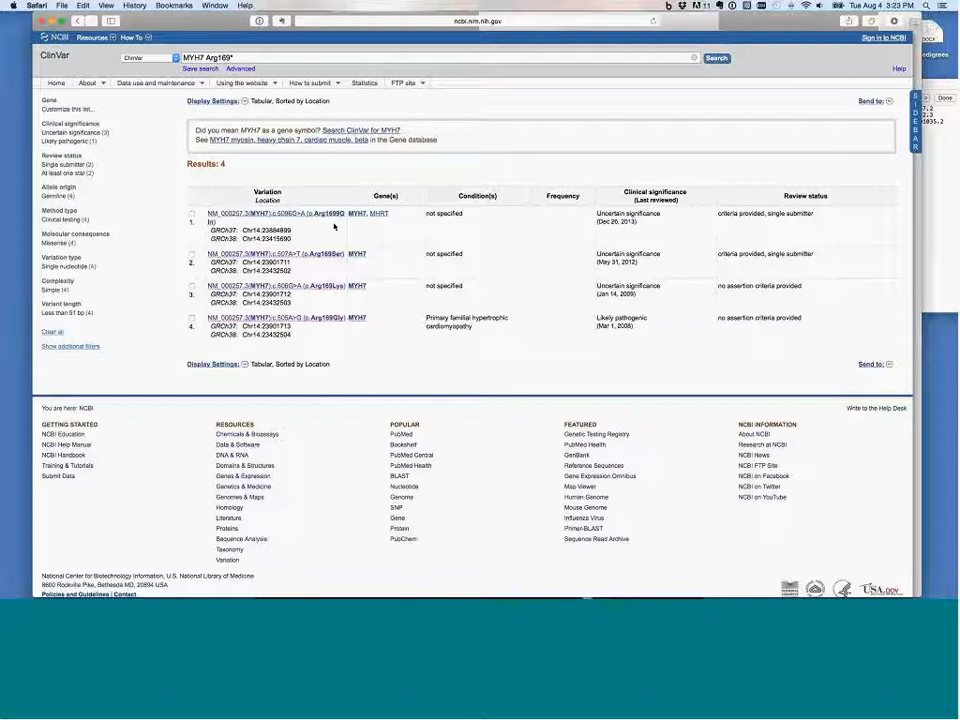 Safari File Edit View History Bookmarks Window Help
11
Tue Aug 4 3:23 PM
ncbi.nlm.nih.gov
NCBI Resources How To Sign in to NCBI
ClinVar ClinVar MYH7 Arg169* Search
Save search Advanced Help
Home About Data use and maintenance Using the website How to submit Statistics FTP site
Gene
Customize this list...
Clinical significance
Uncertain significance (3)
Likely pathogenic (1)
Review status
Single submitter (2)
At least one star (2)
Allele origin
Germline (4)
Method type
Clinical testing (4)
Molecular consequence
Missense (4)
Variation type
Single nucleotide (4)
Complexity
Simple (4)
Variant length
Less than 51 bp (4)
Clear all
Show additional filters
Display Settings: Tabular, Sorted by Location Send to:
Did you mean MYH7 as a gene symbol? Search ClinVar for MYH7
See MYH7 myosin, heavy chain 7, cardiac muscle, beta in the Gene database
Results: 4
Variation
Location
Gene(s) Condition(s) Frequency
Clinical significance
(Last reviewed)
Review status
1. NM_000257.3(MYH7):c.5096G>A (p.Arg1699Gln) MYHT, MHRT not specified Uncertain significance (Dec 26, 2013) criteria provided, single submitter
GRCh37: Chr14:23884899
GRCh38: Chr14:23415690
2. NM_000257.3(MYH7):c.507A>T (p.Arg169Ser) MYH7 not specified Uncertain significance (May 31, 2012) criteria provided, single submitter
GRCh37: Chr14:23901711
GRCh38: Chr14:23432502
3. NM_000257.3(MYH7):c.506G>A (p.Arg169Lys) MYH7 not specified Uncertain significance (Jan 14, 2009) no assertion criteria provided
GRCh37: Chr14:23901712
GRCh38: Chr14:23432503
4. NM_000257.3(MYH7):c.505A>G (p.Arg169Gly) MYH7 Primary familial hypertrophic cardiomyopathy Likely pathogenic (Mar 1, 2008) no assertion criteria provided
GRCh37: Chr14:23901713
GRCh38: Chr14:23432504
Display Settings: Tabular, Sorted by Location Send to:
SIDEBAR
Done
You are here: NCBI Write to the Help Desk
GETTING STARTED
NCBI Education
NCBI Help Manual
NCBI Handbook
Training & Tutorials
Submit Data
RESOURCES
Chemicals & Bioassays
Data & Software
DNA & RNA
Domains & Structures
Genes & Expression
Genetics & Medicine
Genomes & Maps
Homology
Literature
Proteins
Sequence Analysis
Taxonomy
Variation
POPULAR
PubMed
Bookshelf
PubMed Central
PubMed Health
BLAST
Nucleotide
Genome
SNP
Gene
Protein
PubChem
FEATURED
Genetic Testing Registry
PubMed Health
GenBank
Reference Sequences
Gene Expression Omnibus
Map Viewer
Human Genome
Mouse Genome
Influenza Virus
Primer-BLAST
Sequence Read Archive
NCBI INFORMATION
About NCBI
Research at NCBI
NCBI News
NCBI FTP Site
NCBI on Facebook
NCBI on Twitter
NCBI on YouTube
National Center for Biotechnology Information, U.S. National Library of Medicine
8600 Rockville Pike, Bethesda MD, 20894 USA
Policies and Guidelines | Contact
USA.gov